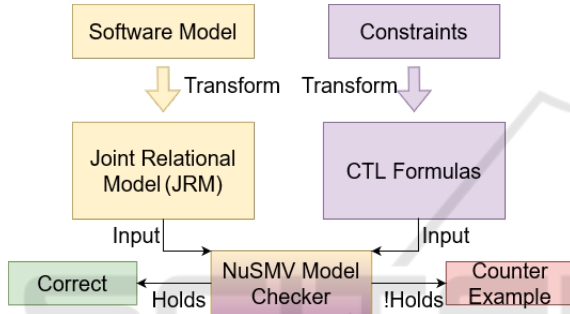 Software Model
Constraints
Transform
Transform
Joint Relational
Model (JRM)
CTL Formulas
Input
Input
NuSMV Model
Checker
Correct
Holds
!Holds
Counter
Example